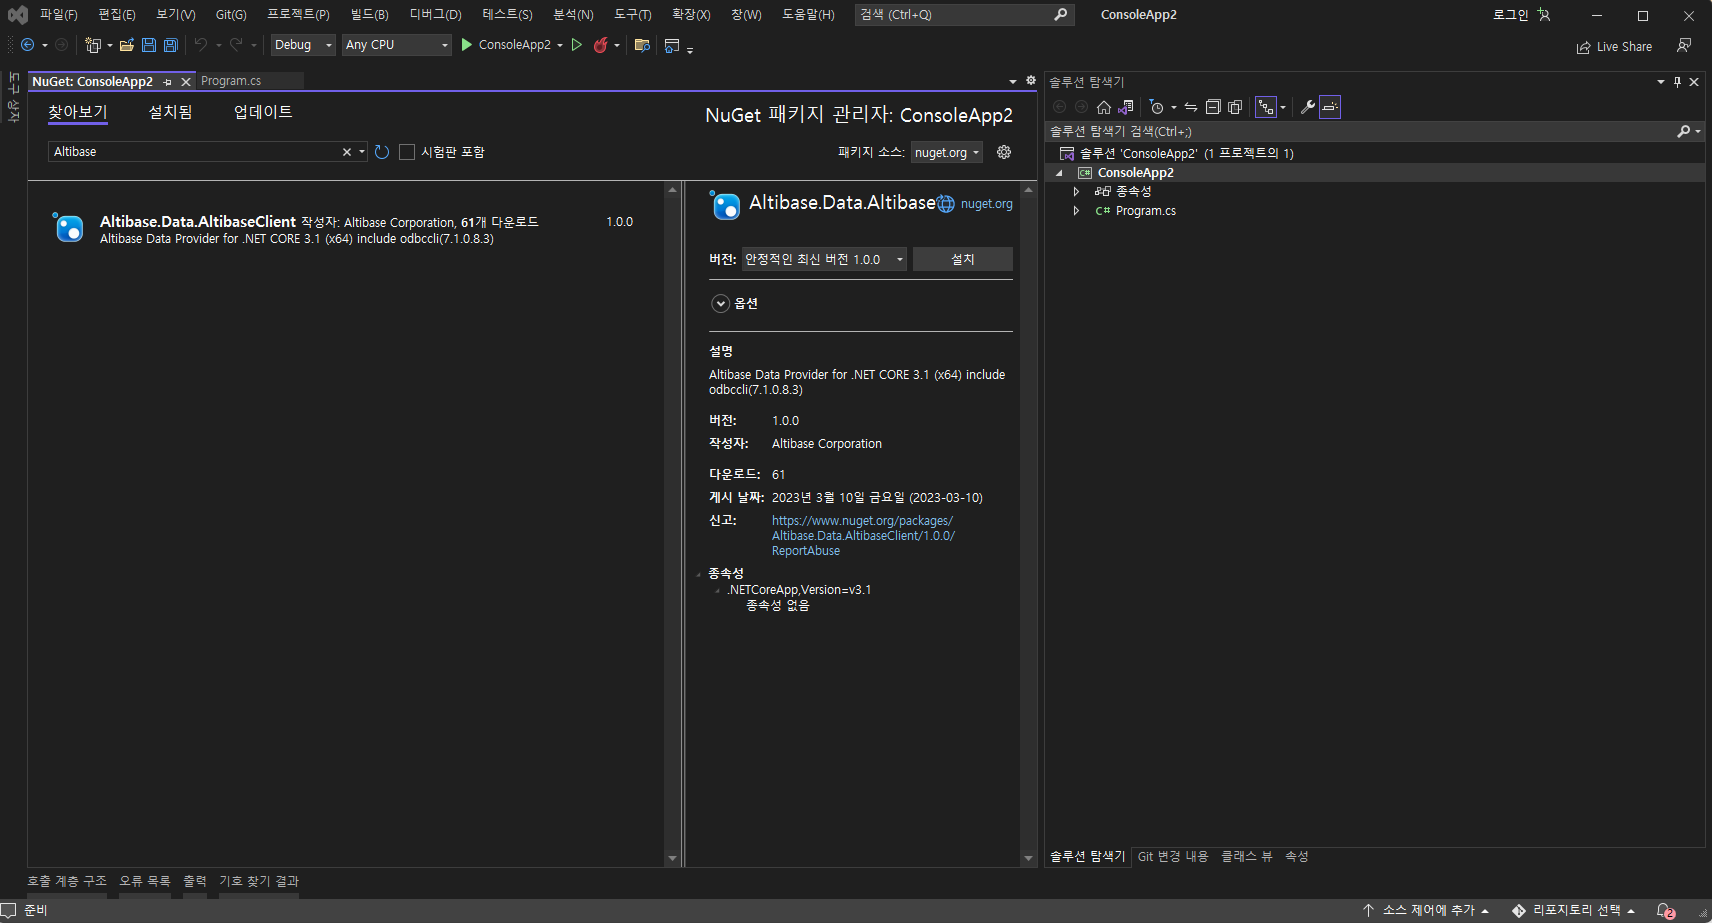 파일(F) 편집(E) 보기(V) Git(G) 프로젝트(P) 빌드(B) 디버그(D) 테스트(S) 분석(N) 도구(T) 확장(X) 창(W) 도움말(H) 검색 (Ctrl+Q) ConsoleApp2 로그인
Debug Any CPU ConsoleApp2 Live Share
도구 상자
NuGet: ConsoleApp2 Program.cs
찾아보기 설치됨 업데이트
NuGet 패키지 관리자: ConsoleApp2
Altibase 시험판 포함
패키지 소스: nuget.org
Altibase.Data.AltibaseClient 작성자: Altibase Corporation, 61개 다운로드 1.0.0
Altibase Data Provider for .NET CORE 3.1 (x64) include odbccli(7.1.0.8.3)
Altibase.Data.Altibase nuget.org
버전: 안정적인 최신 버전 1.0.0 설치
옵션
설명
Altibase Data Provider for .NET CORE 3.1 (x64) include
odbccli(7.1.0.8.3)
버전: 1.0.0
작성자: Altibase Corporation
다운로드: 61
게시 날짜: 2023년 3월 10일 금요일 (2023-03-10)
신고: https://www.nuget.org/packages/
Altibase.Data.AltibaseClient/1.0.0/
ReportAbuse
종속성
.NETCoreApp,Version=v3.1
종속성 없음
솔루션 탐색기
솔루션 탐색기 검색(Ctrl+;)
솔루션 'ConsoleApp2' (1 프로젝트의 1)
C# ConsoleApp2
종속성
C# Program.cs
솔루션 탐색기 Git 변경 내용 클래스 뷰 속성
호출 계층 구조 오류 목록 출력 기호 찾기 결과
준비 소스 제어에 추가 리포지토리 선택 2